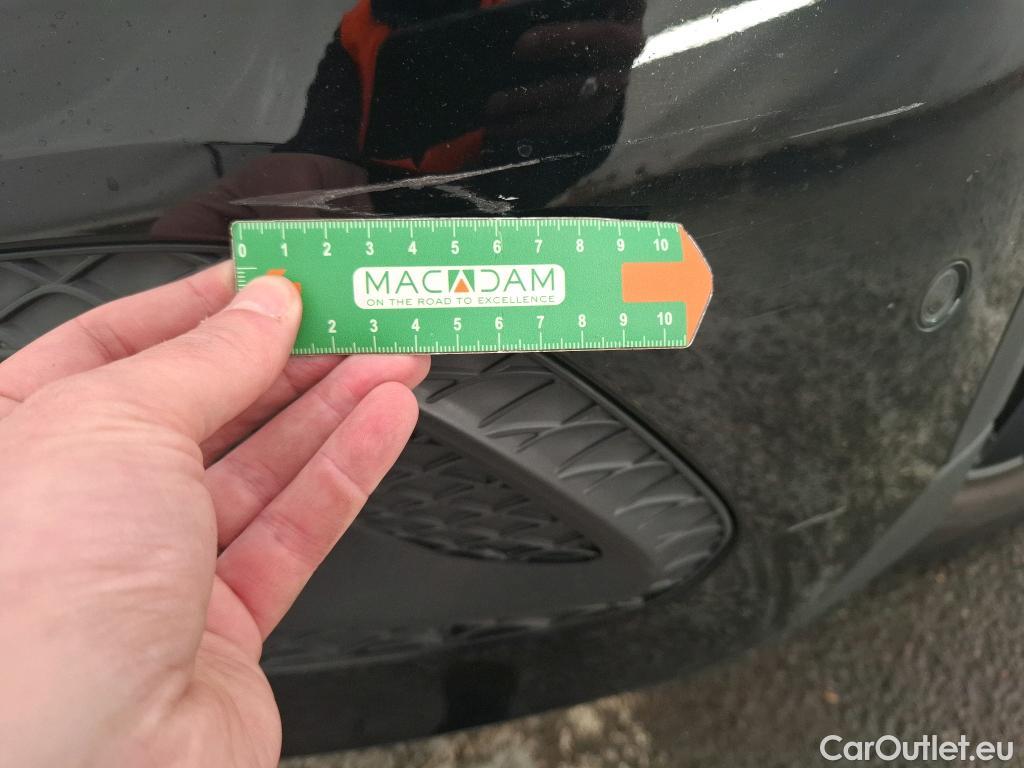 0 1 2 3 4 5 6 7 8 9 10
MACADAM
ON THE ROAD TO EXCELLENCE
2 3 4 5 6 7 8 9 10
CarOutlet.eu